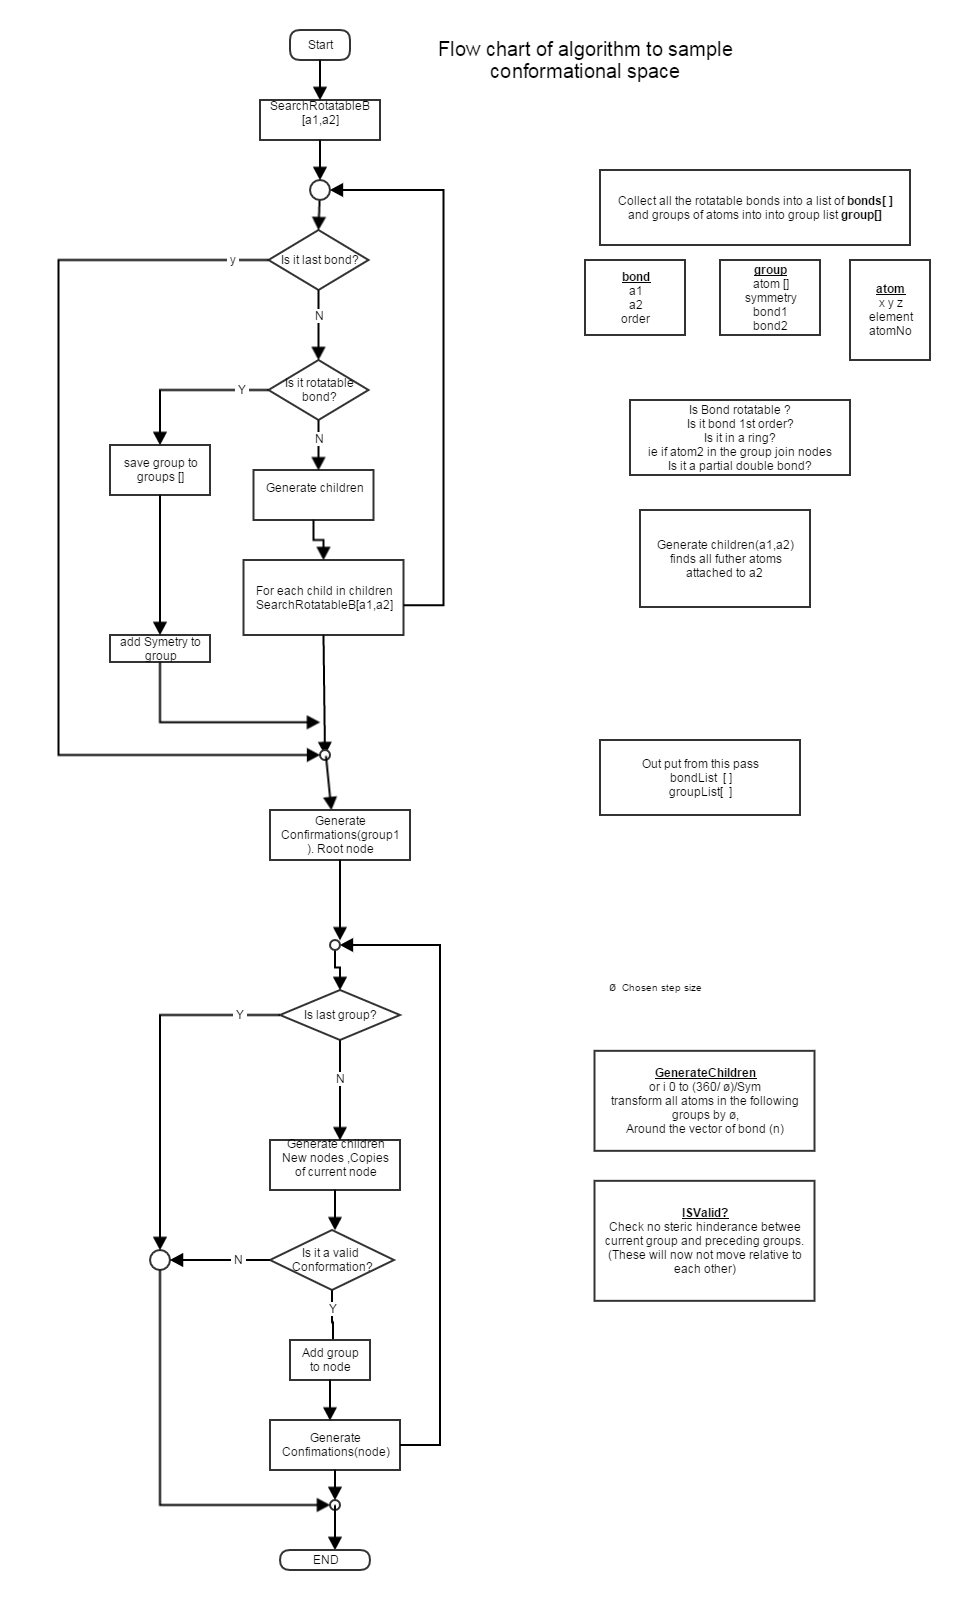 Start
Flow chart of algorithm to sample
conformational space
SearchRotatableB
[a1,a2]
Collect all the rotatable bonds into a list of bonds[ ]
and groups of atoms into into group list group[]
Is it last bond?
y
N
bond
a1
a2
order
group
atom []
symmetry
bond1
bond2
atom
x y z
element
atomNo
Is it rotatable
bond?
Y
N
Is Bond rotatable ?
Is it bond 1st order?
Is it in a ring?
ie if atom2 in the group join nodes
Is it a partial double bond?
save group to
groups []
Generate children
Generate children(a1,a2)
finds all futher atoms
attached to a2
For each child in children
SearchRotatableB[a1,a2]
add Symetry to
group
Out put from this pass
bondList [ ]
groupList[ ]
Generate
Confirmations(group1
). Root node
Ø Chosen step size
Is last group?
Y
N
GenerateChildren
or i 0 to (360/ ø)/Sym
transform all atoms in the following
groups by ø,
Around the vector of bond (n)
Generate children
New nodes ,Copies
of current node
ISValid?
Check no steric hinderance betwee
current group and preceding groups.
(These will now not move relative to
each other)
Is it a valid
Conformation?
N
Y
Add group
to node
Generate
Confimations(node)
END